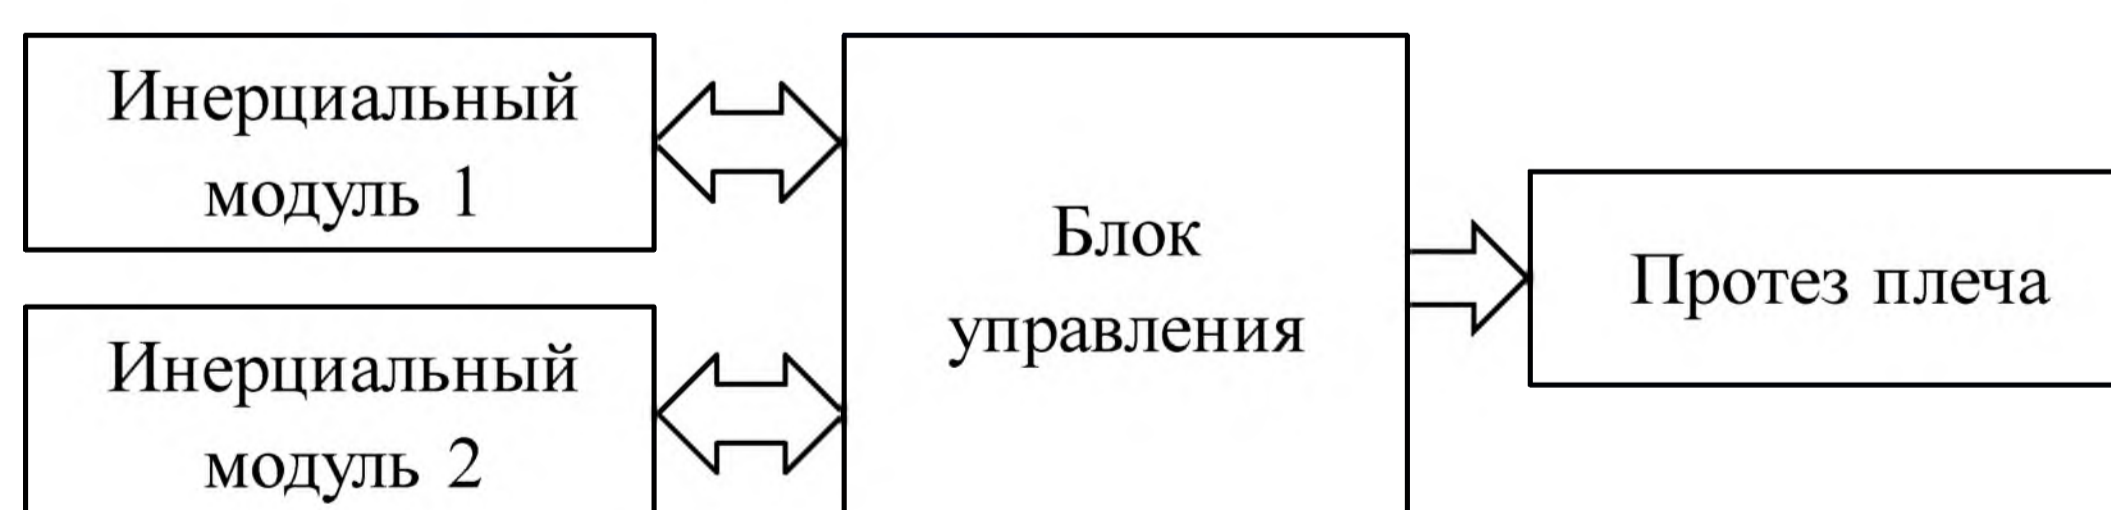 Инерциальный
модуль 1
Инерциальный
модуль 2
Блок
управления
Протез плеча